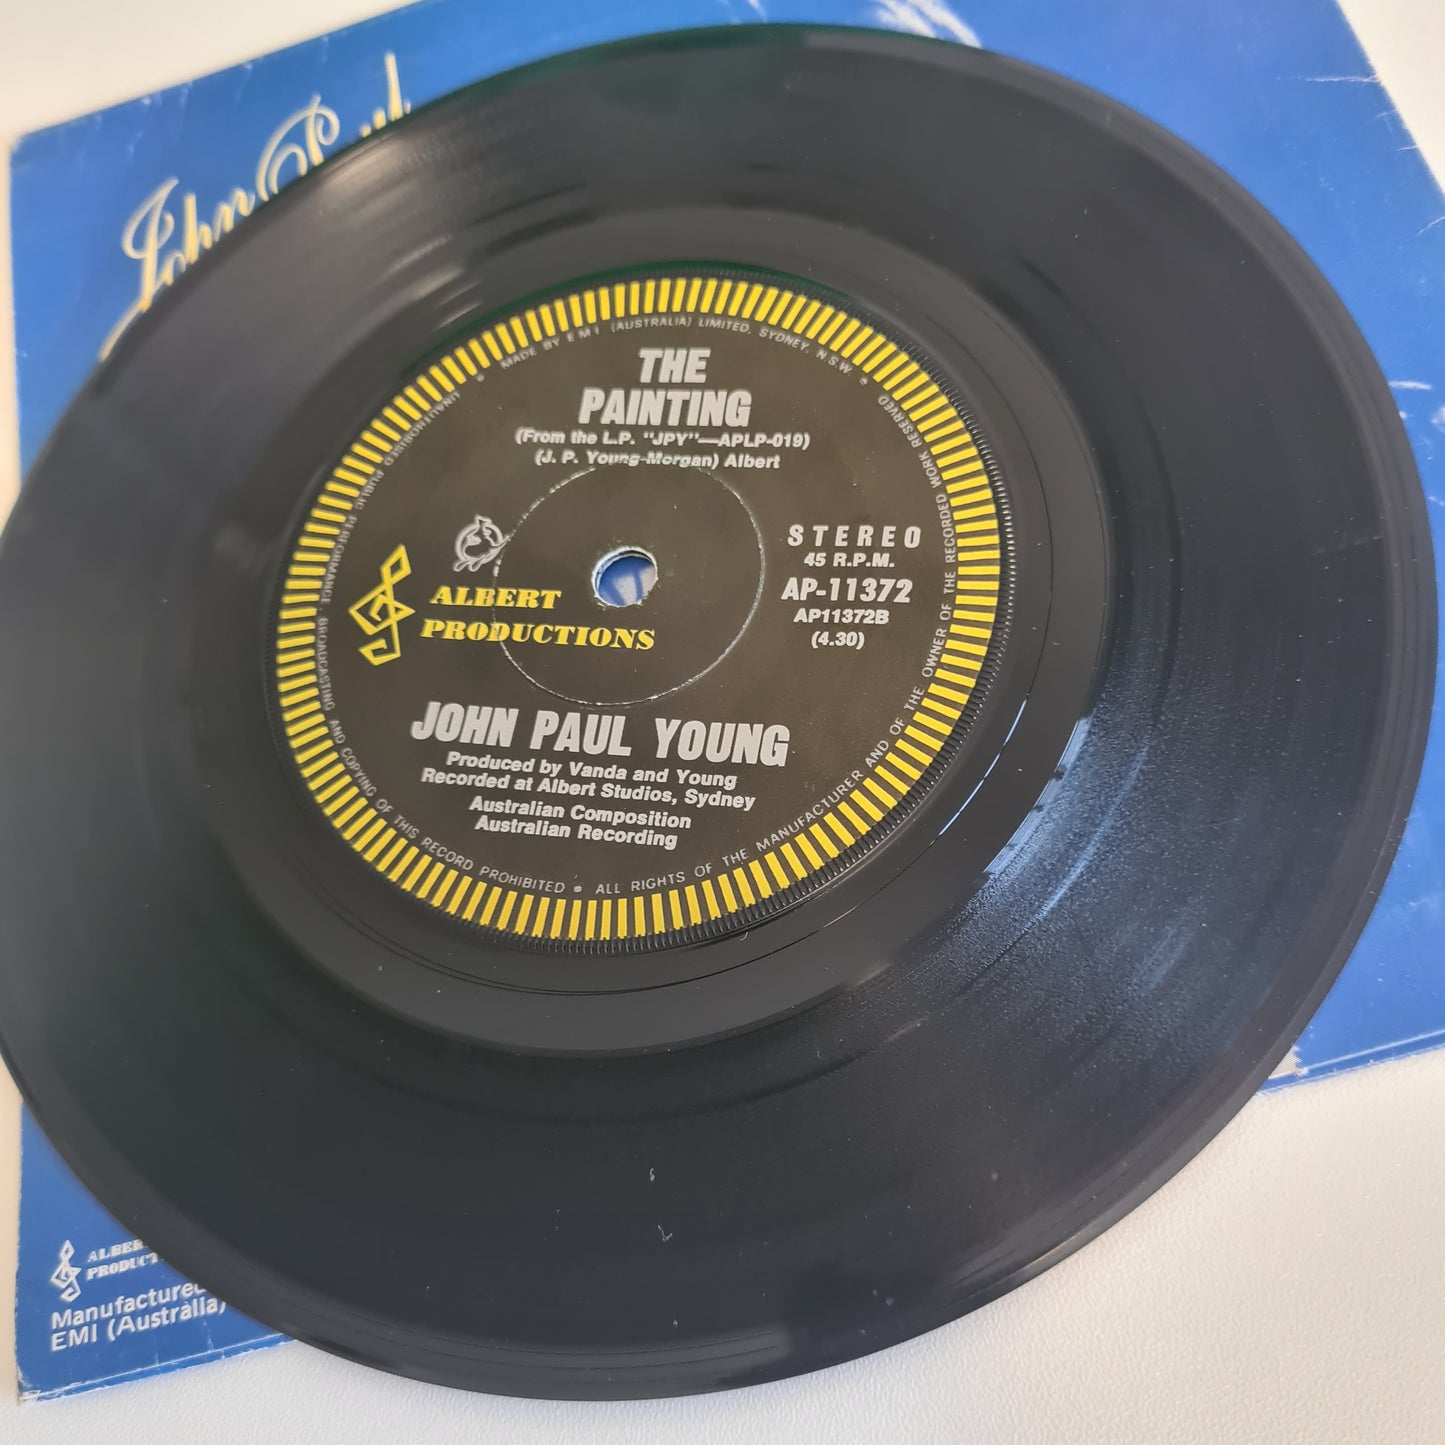 John Paul
MADE BY E M I (AUSTRALIA) LIMITED. SYDNEY. N.S.W.
THE
PAINTING
(From the L.P. "JPY"—APLP-019)
(J. P. Young-Morgan) Albert
STEREO
45 R.P.M.
AP-11372
AP11372B
(4.30)
ALBERT
PRODUCTIONS
JOHN PAUL YOUNG
Produced by Vanda and Young
Recorded at Albert Studios, Sydney
Australian Composition
Australian Recording
UNAUTHORISED PUBLIC PERFORMANCE BROADCASTING AND COPYING OF THIS RECORD PROHIBITED • ALL RIGHTS OF THE MANUFACTURER AND OF THE OWNER OF THE RECORDED WORK RESERVED
PRODUCT
Manufactured
EMI (Australia)